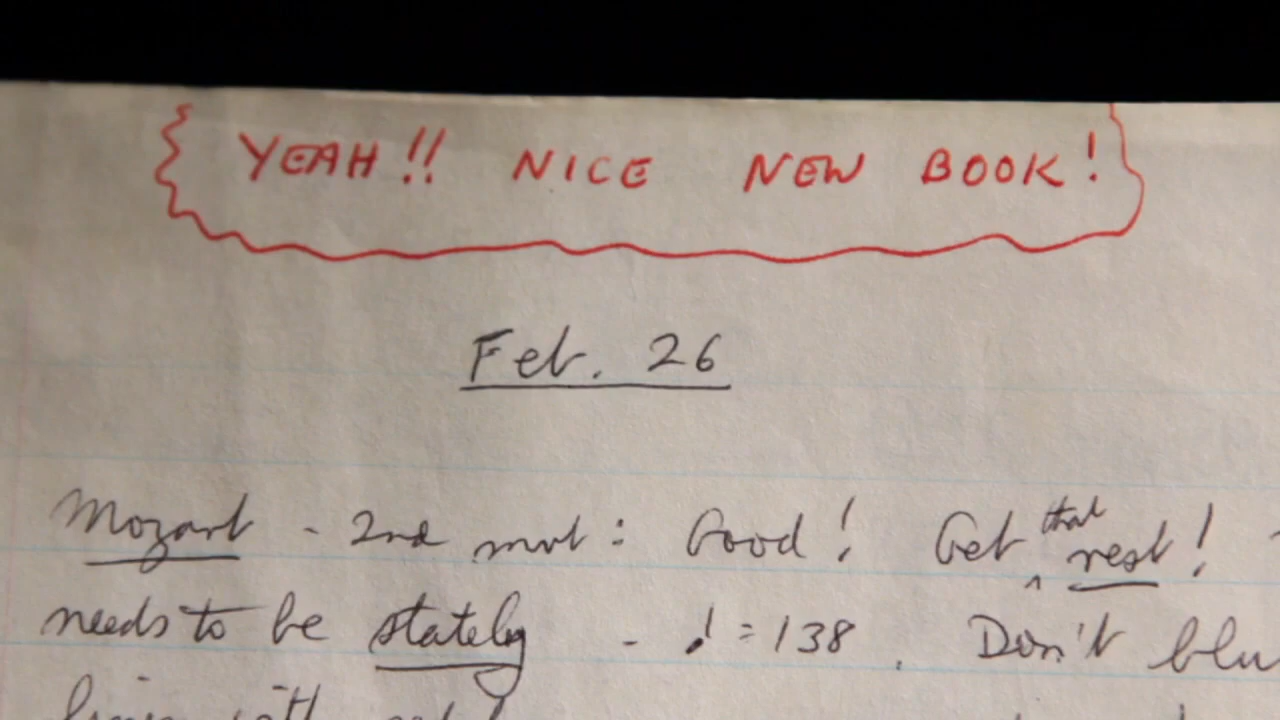 YEAH!! NICE NEW BOOK!
Feb. 26
Mozart - 2nd mvt: Good! Get that rest!
needs to be stately - ♩=138. Don't
with